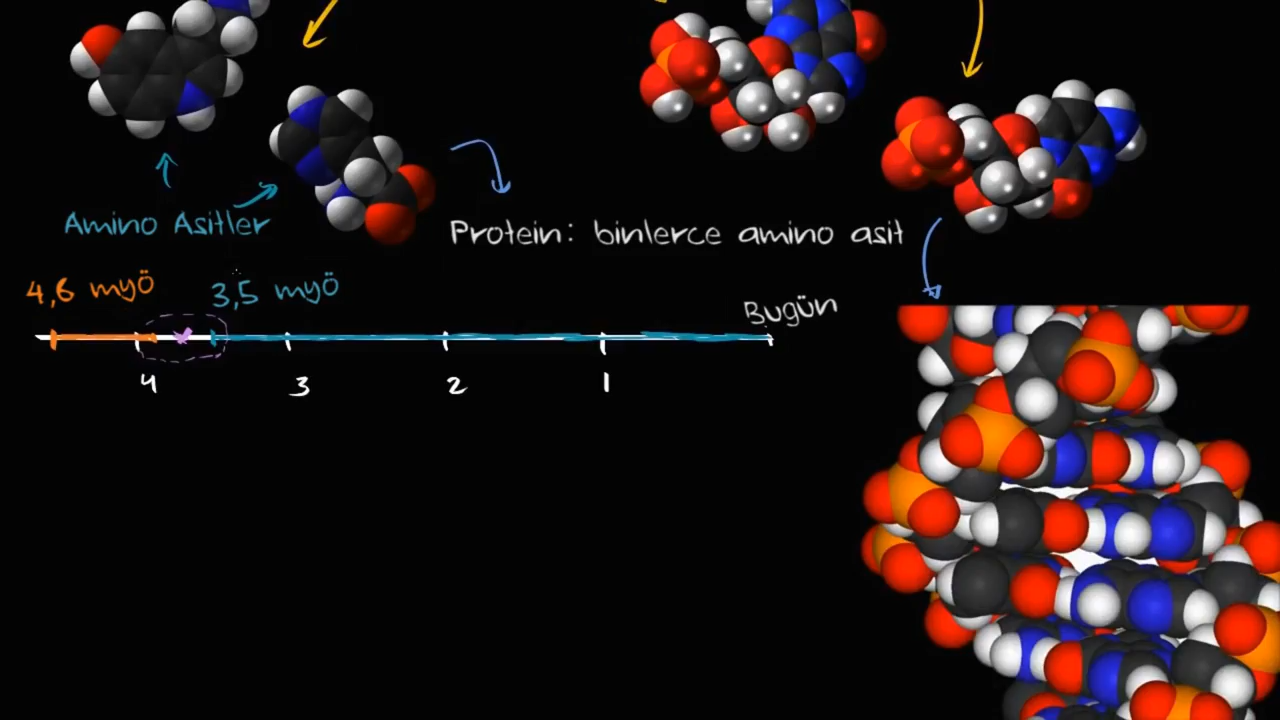 Amino Asitler
Protein: binlerce amino asit
4,6 myö
3,5 myö
Bugün
4
3
2
1